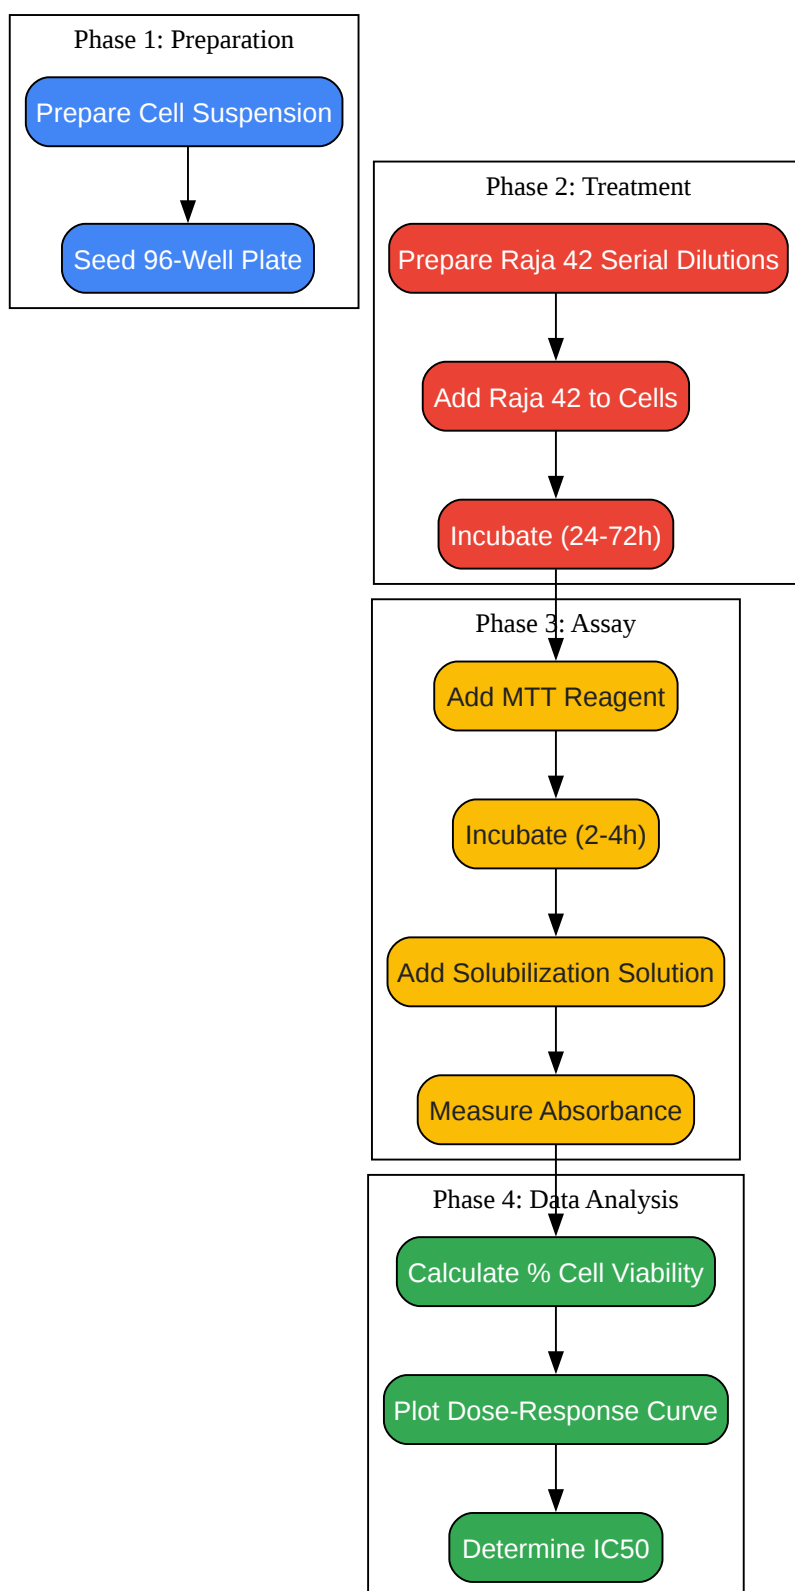 Phase 1: Preparation
Prepare Cell Suspension
Seed 96-Well Plate
Phase 2: Treatment
Prepare Raja 42 Serial Dilutions
Add Raja 42 to Cells
Incubate (24-72h)
Phase 3: Assay
Add MTT Reagent
Incubate (2-4h)
Add Solubilization Solution
Measure Absorbance
Phase 4: Data Analysis
Calculate % Cell Viability
Plot Dose-Response Curve
Determine IC50